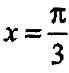 x = π/3